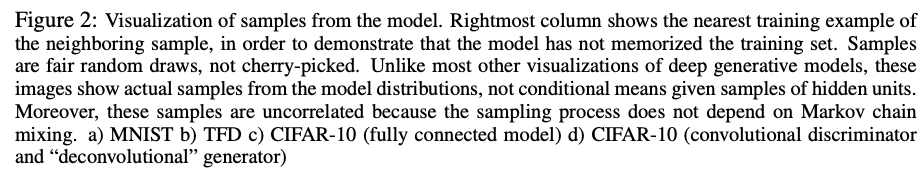 Figure 2: Visualization of samples from the model. Rightmost column shows the nearest training example of
the neighboring sample, in order to demonstrate that the model has not memorized the training set. Samples
are fair random draws, not cherry-picked. Unlike most other visualizations of deep generative models, these
images show actual samples from the model distributions, not conditional means given samples of hidden units.
Moreover, these samples are uncorrelated because the sampling process does not depend on Markov chain
mixing. a) MNIST b) TFD c) CIFAR-10 (fully connected model) d) CIFAR-10 (convolutional discriminator
and “deconvolutional” generator)